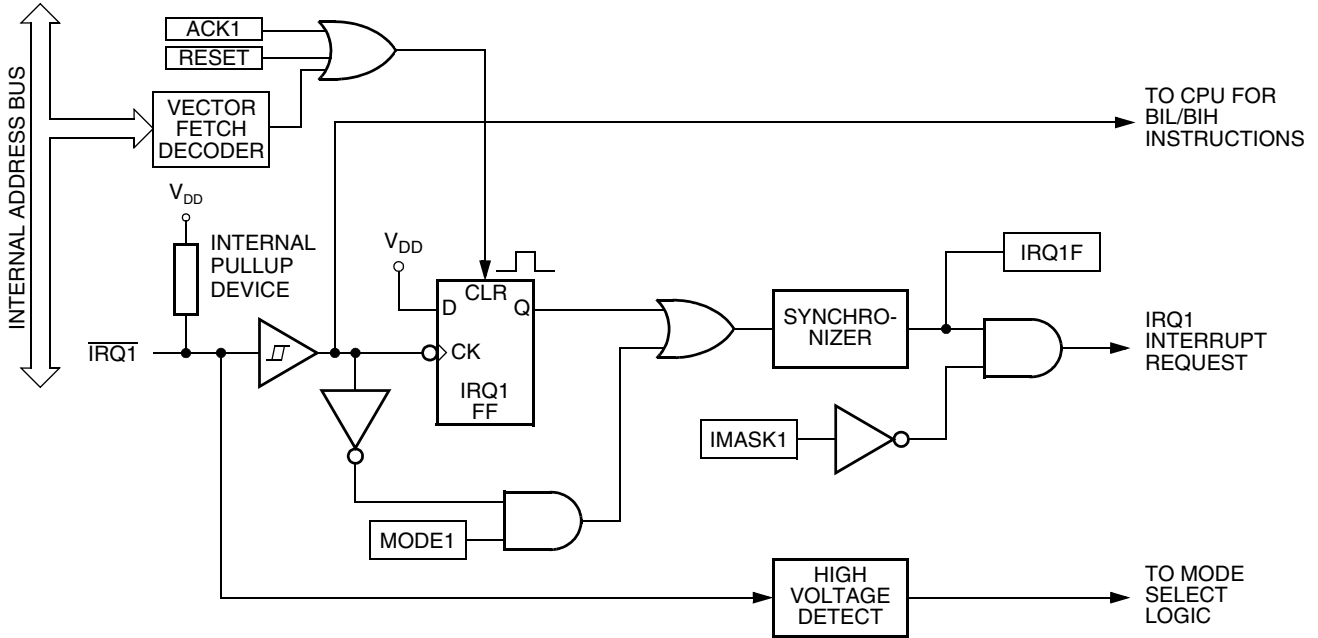 INTERNAL ADDRESS BUS
ACK1
RESET
VECTOR
FETCH
DECODER
TO CPU FOR
BIL/BIH
INSTRUCTIONS
VDD
INTERNAL
PULLUP
DEVICE
VDD
CLR
D
Q
CK
IRQ1
FF
IRQ1
SYNCHRO-
NIZER
IRQ1F
IRQ1
INTERRUPT
REQUEST
IMASK1
MODE1
HIGH
VOLTAGE
DETECT
TO MODE
SELECT
LOGIC